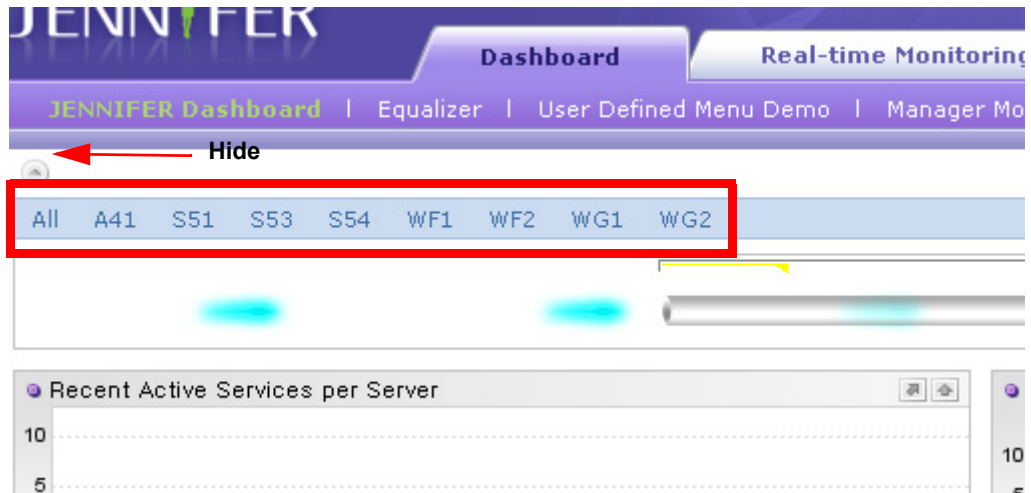 JENNIFER
Dashboard Real-time Monitoring
JENNIFER Dashboard | Equalizer | User Defined Menu Demo | Manager Mo
Hide
All A41 S51 S53 S54 WF1 WF2 WG1 WG2
Recent Active Services per Server
10
10
5
5